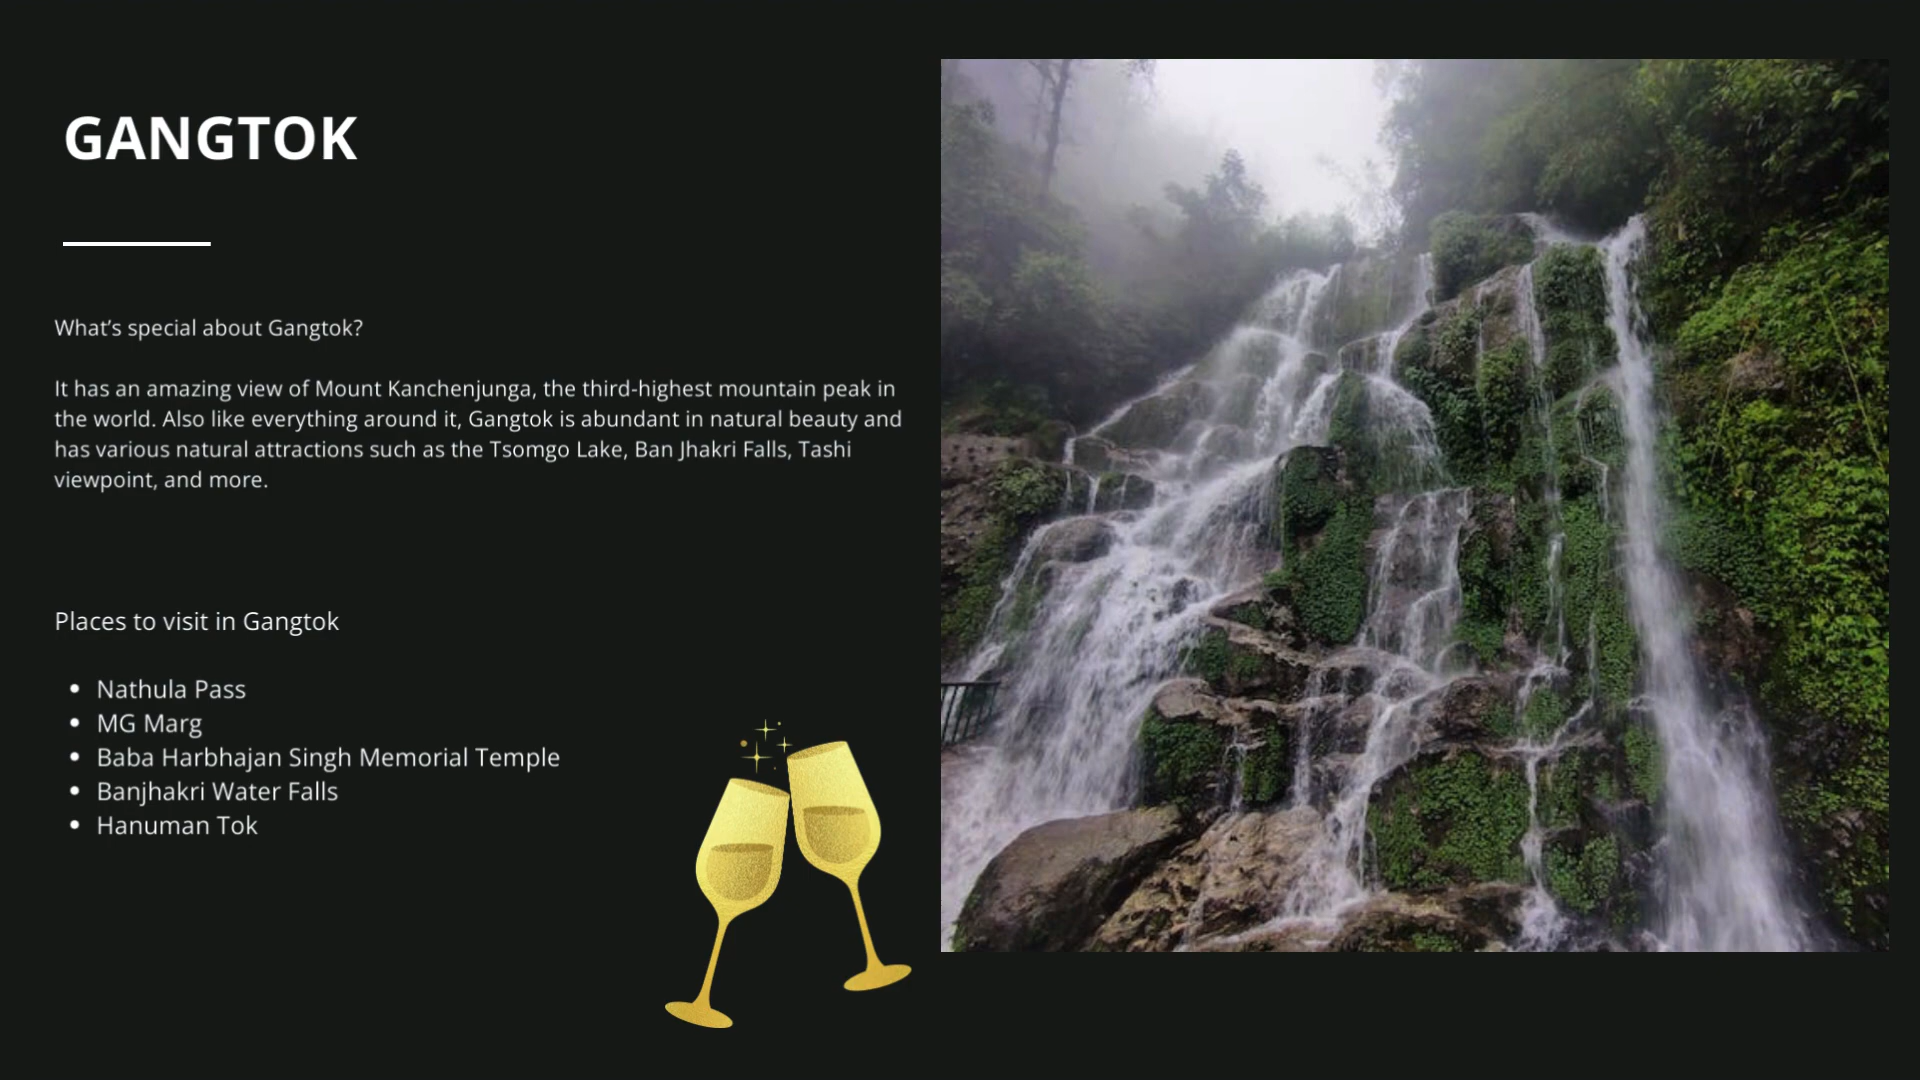 GANGTOK
What's special about Gangtok?
It has an amazing view of Mount Kanchenjunga, the third-highest mountain peak in
the world. Also like everything around it, Gangtok is abundant in natural beauty and
has various natural attractions such as the Tsomgo Lake, Ban Jhakri Falls, Tashi
viewpoint, and more.
Places to visit in Gangtok
• Nathula Pass
• MG Marg
• Baba Harbhajan Singh Memorial Temple
• Banjhakri Water Falls
• Hanuman Tok